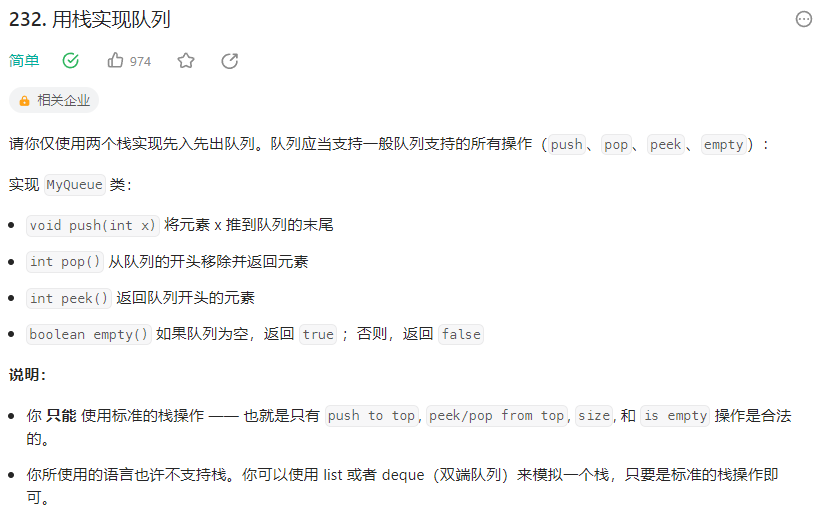 232. 用栈实现队列
简单 974
相关企业
请你仅使用两个栈实现先入先出队列。队列应当支持一般队列支持的所有操作（push、pop、peek、empty）：
实现 MyQueue 类：
void push(int x) 将元素 x 推到队列的末尾
int pop() 从队列的开头移除并返回元素
int peek() 返回队列开头的元素
boolean empty() 如果队列为空，返回 true ；否则，返回 false
说明：
你 只能 使用标准的栈操作 —— 也就是只有 push to top, peek/pop from top, size, 和 is empty 操作是合法
的。
你所使用的语言也许不支持栈。你可以使用 list 或者 deque（双端队列）来模拟一个栈，只要是标准的栈操作即
可。